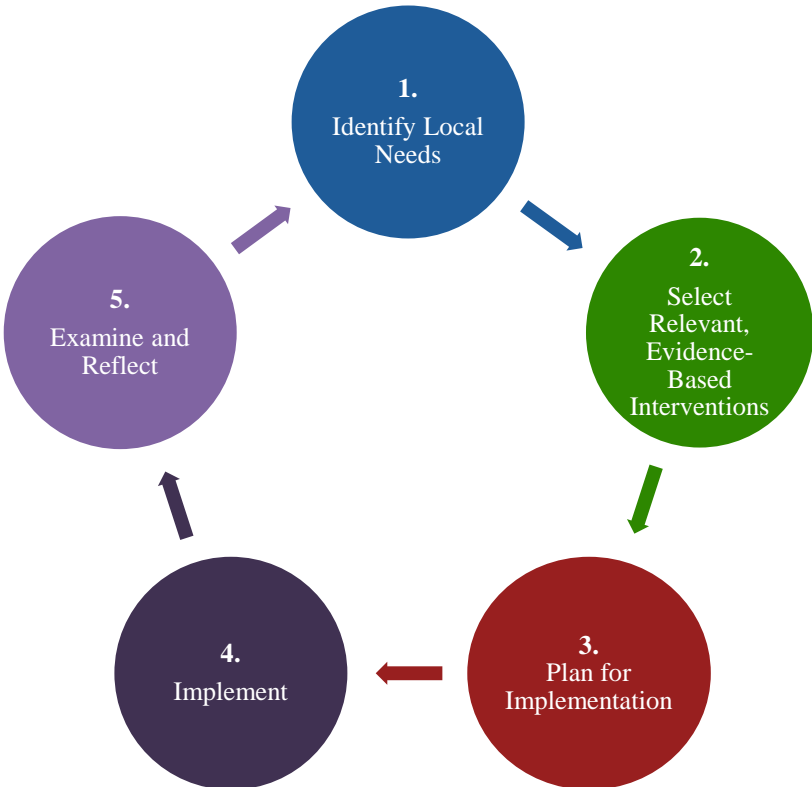 1.
Identify Local
Needs
2.
Select
Relevant,
Evidence-
Based
Interventions
3.
Plan for
Implementation
4.
Implement
5.
Examine and
Reflect